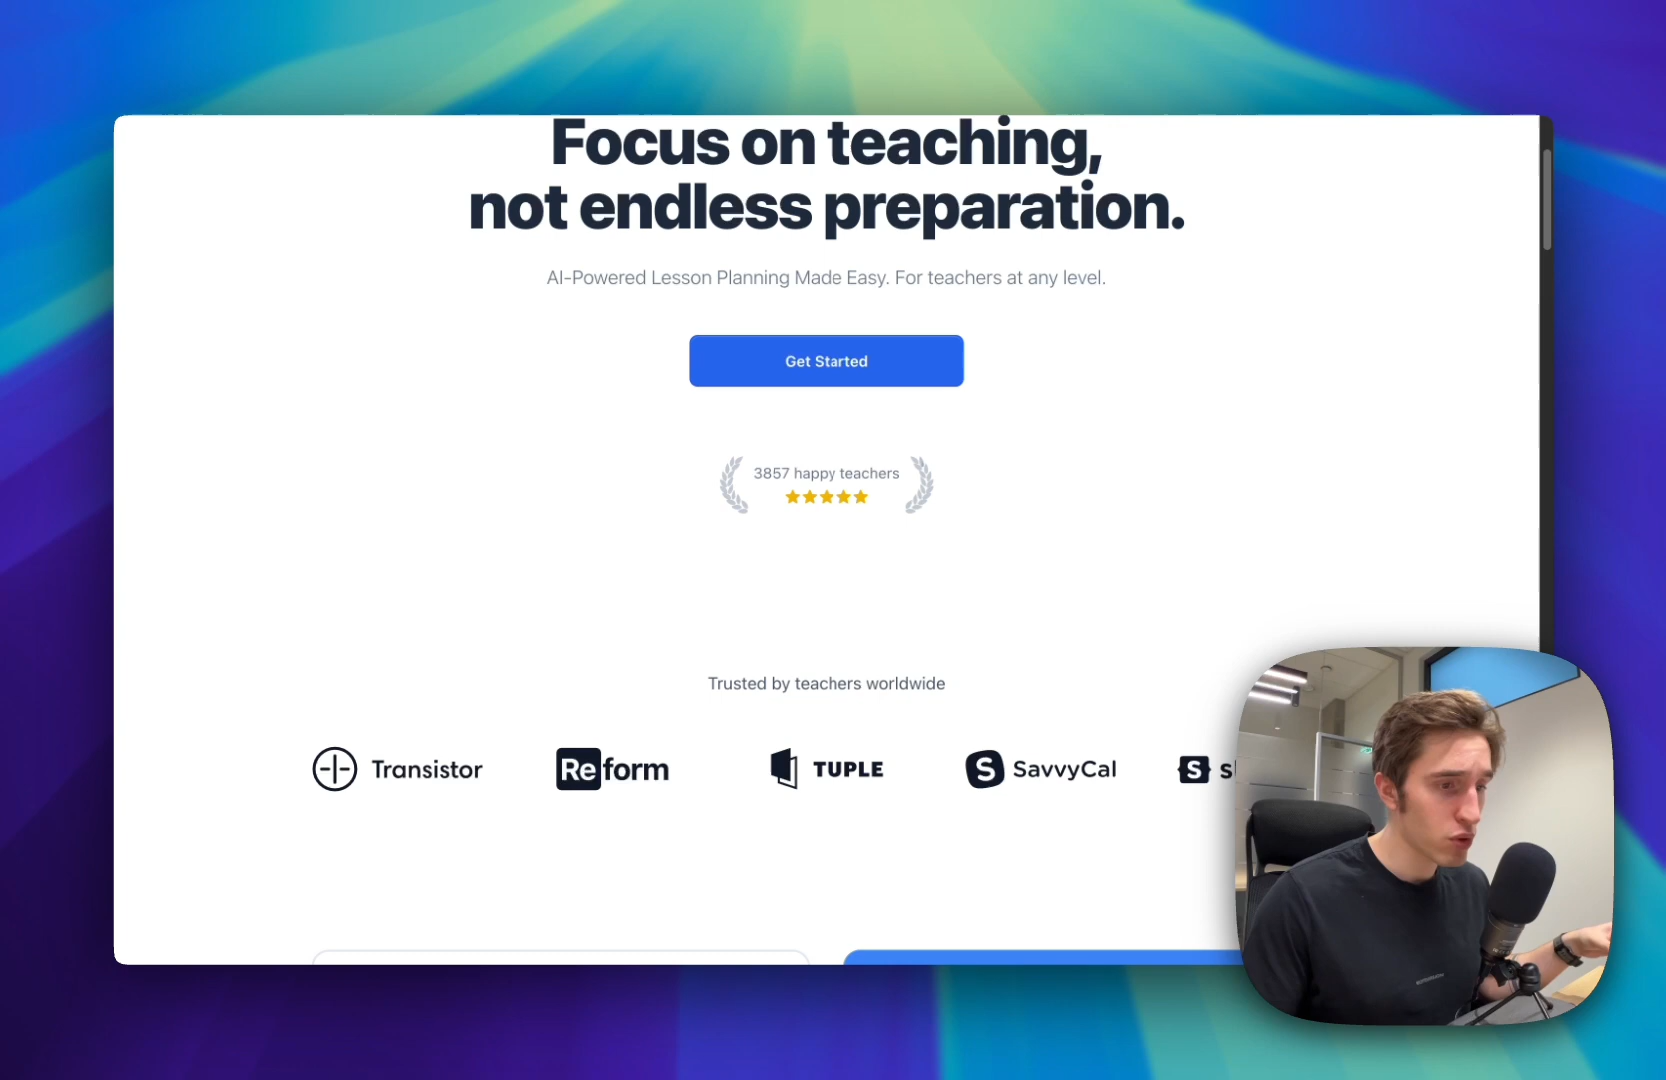 Focus on teaching,
not endless preparation.
AI-Powered Lesson Planning Made Easy. For teachers at any level.
Get Started
3857 happy teachers
Trusted by teachers worldwide
Transistor
Reform
TUPLE
SavvyCal
S